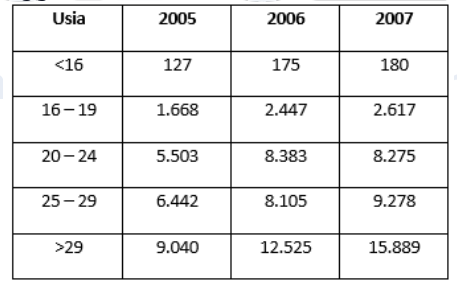 Usia 2005 2006 2007
<16 127 175 180
16 – 19 1.668 2.447 2.617
20 – 24 5.503 8.383 8.275
25 – 29 6.442 8.105 9.278
>29 9.040 12.525 15.889